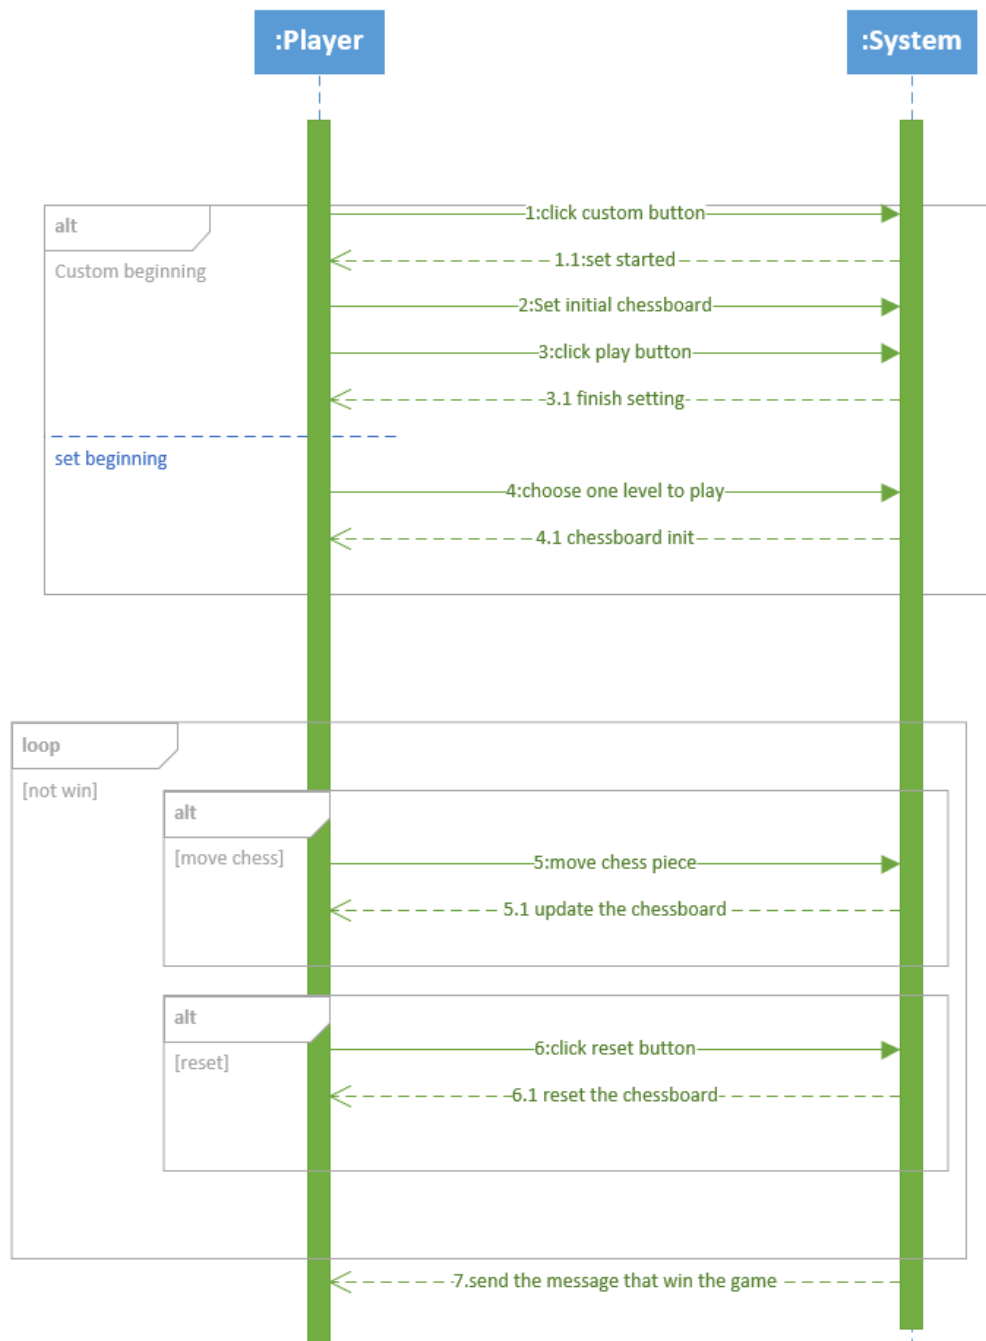 :Player
:System
alt
1:click custom button
Custom beginning
1.1:set started
2:Set initial chessboard
3:click play button
3.1 finish setting
set beginning
4:choose one level to play
4.1 chessboard init
loop
[not win]
alt
[move chess]
5:move chess piece
5.1 update the chessboard
alt
[reset]
6:click reset button
6.1 reset the chessboard
7.send the message that win the game